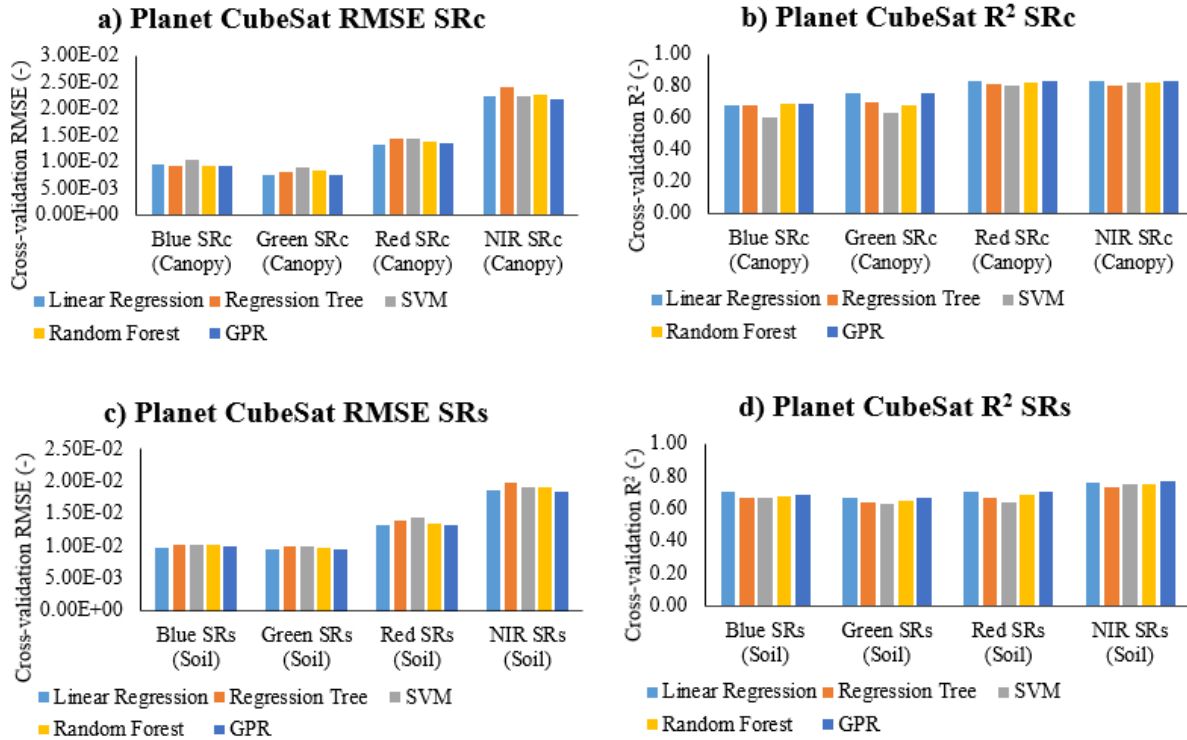 a) Planet CubeSat RMSE SRc
Cross-validation RMSE (-)
3.00E-02
2.50E-02
2.00E-02
1.50E-02
1.00E-02
5.00E-03
0.00E+00
Blue SRc Green SRc Red SRc NIR SRc
(Canopy) (Canopy) (Canopy) (Canopy)
Linear Regression Regression Tree SVM
Random Forest GPR
b) Planet CubeSat R² SRc
Cross-validation R² (-)
1.00
0.80
0.60
0.40
0.20
0.00
Blue SRc Green SRc Red SRc NIR SRc
(Canopy) (Canopy) (Canopy) (Canopy)
Linear Regression Regression Tree SVM
Random Forest GPR
c) Planet CubeSat RMSE SRs
Cross-validation RMSE (-)
2.50E-02
2.00E-02
1.50E-02
1.00E-02
5.00E-03
0.00E+00
Blue SRs Green SRs Red SRs NIR SRs
(Soil) (Soil) (Soil) (Soil)
Linear Regression Regression Tree SVM
Random Forest GPR
d) Planet CubeSat R² SRs
Cross-validation R² (-)
1.00
0.80
0.60
0.40
0.20
0.00
Blue SRs Green SRs Red SRs NIR SRs
(Soil) (Soil) (Soil) (Soil)
Linear Regression Regression Tree SVM
Random Forest GPR